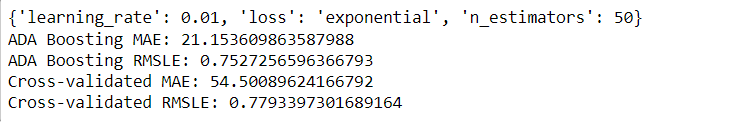 {'learning_rate': 0.01, 'loss': 'exponential', 'n_estimators': 50}
ADA Boosting MAE: 21.153609863587988
ADA Boosting RMSLE: 0.7527256596366793
Cross-validated MAE: 54.50089624166792
Cross-validated RMSLE: 0.7793397301689164